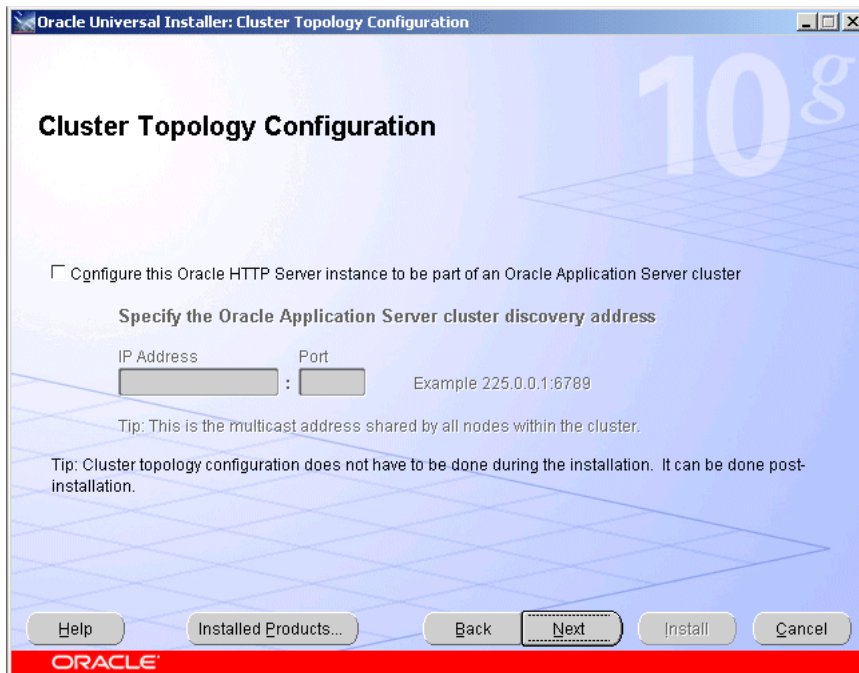 Oracle Universal Installer: Cluster Topology Configuration
10g
Cluster Topology Configuration
Configure this Oracle HTTP Server instance to be part of an Oracle Application Server cluster
Specify the Oracle Application Server cluster discovery address
IP Address Port
: Example 225.0.0.1:6789
Tip: This is the multicast address shared by all nodes within the cluster.
Tip: Cluster topology configuration does not have to be done during the installation. It can be done post-
installation.
Help Installed Products... Back Next Install Cancel
ORACLE